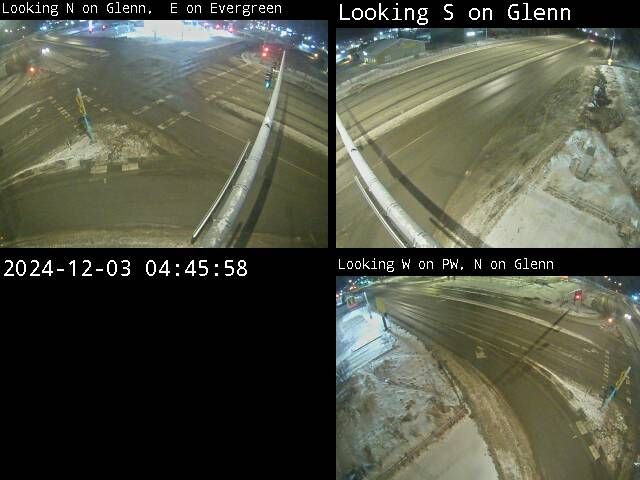 Looking N on Glenn,  E on Evergreen
Looking S on Glenn
2024-12-03 04:45:58
Looking W on PW, N on Glenn